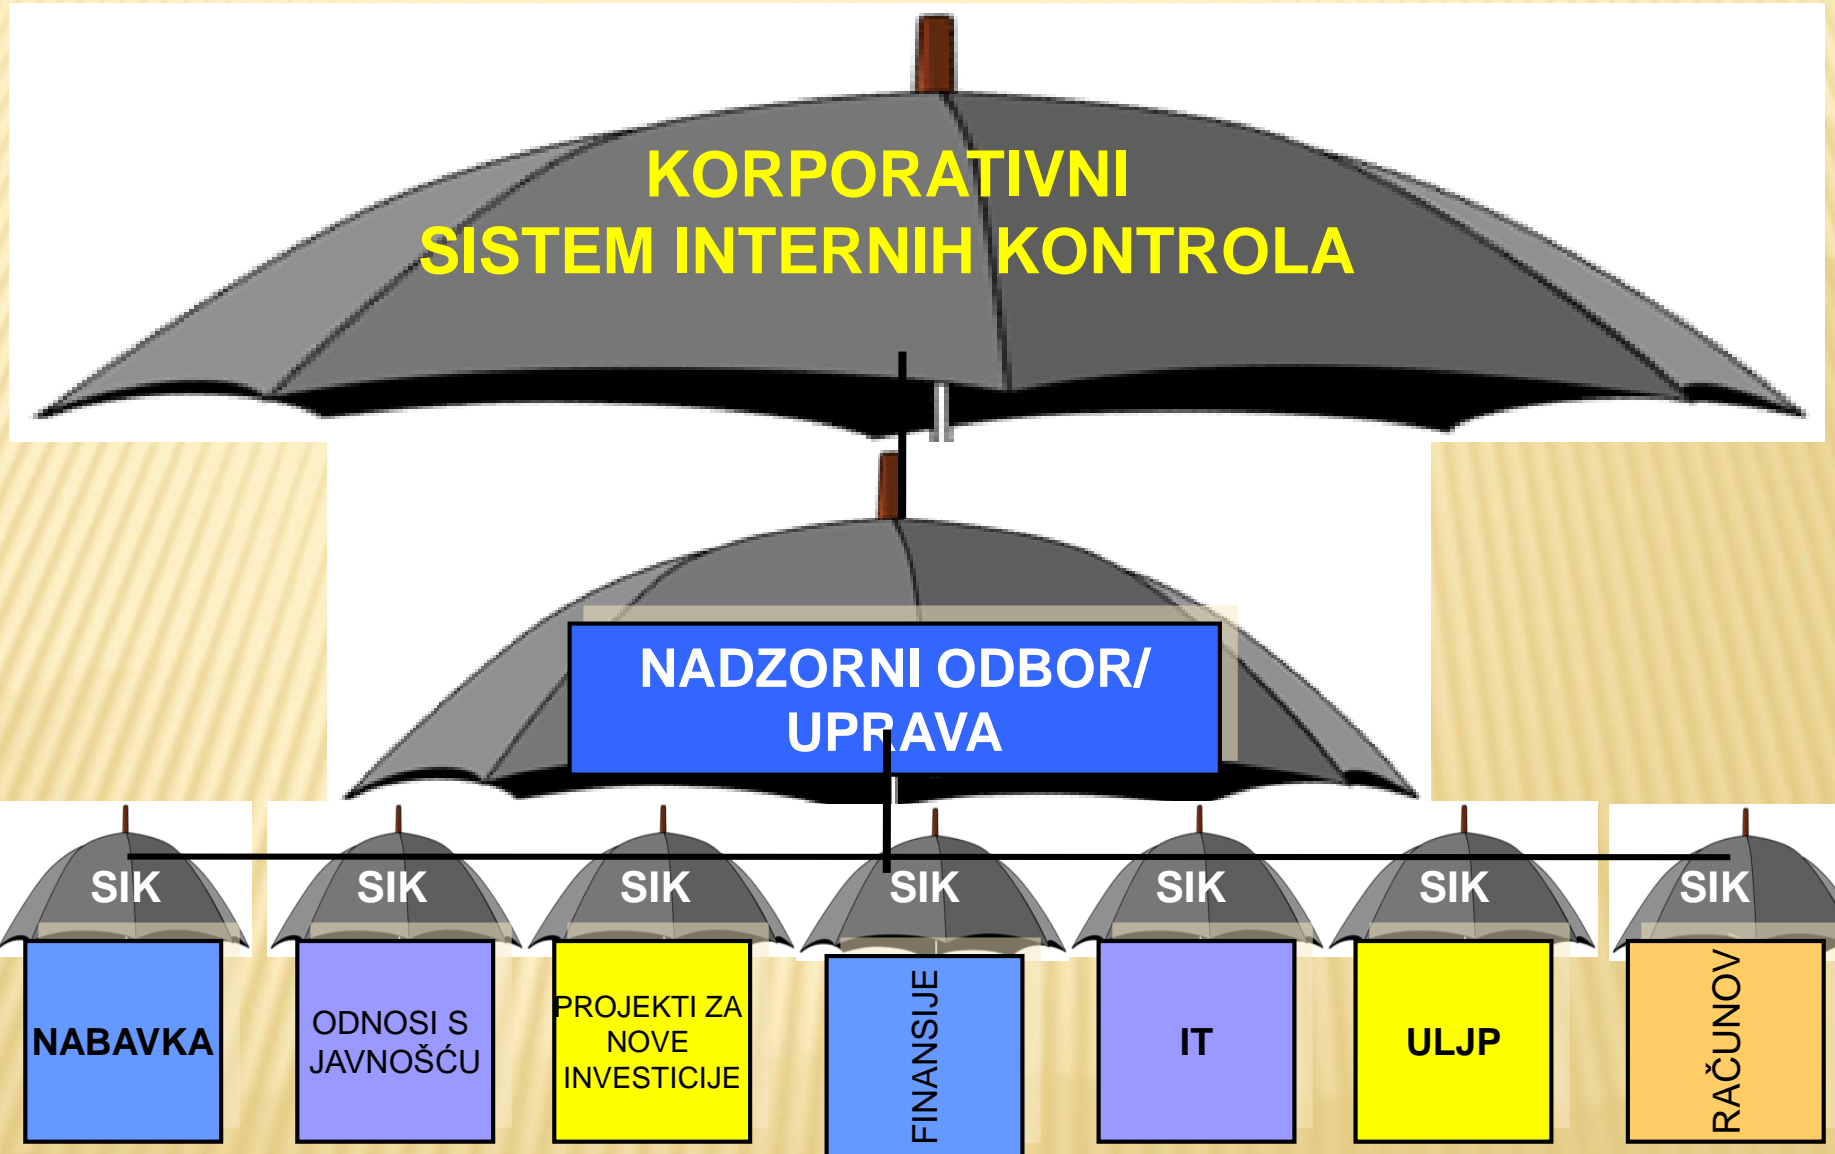 KORPORATIVNI
SISTEM INTERNIH KONTROLA
NADZORNI ODBOR/
UPRAVA
SIK
SIK
SIK
SIK
SIK
SIK
SIK
NABAVKA
ODNOSI S
JAVNOŠĆU
PROJEKTI ZA
NOVE
INVESTICIJE
FINANSIJE
IT
ULJP
RAČUNOV